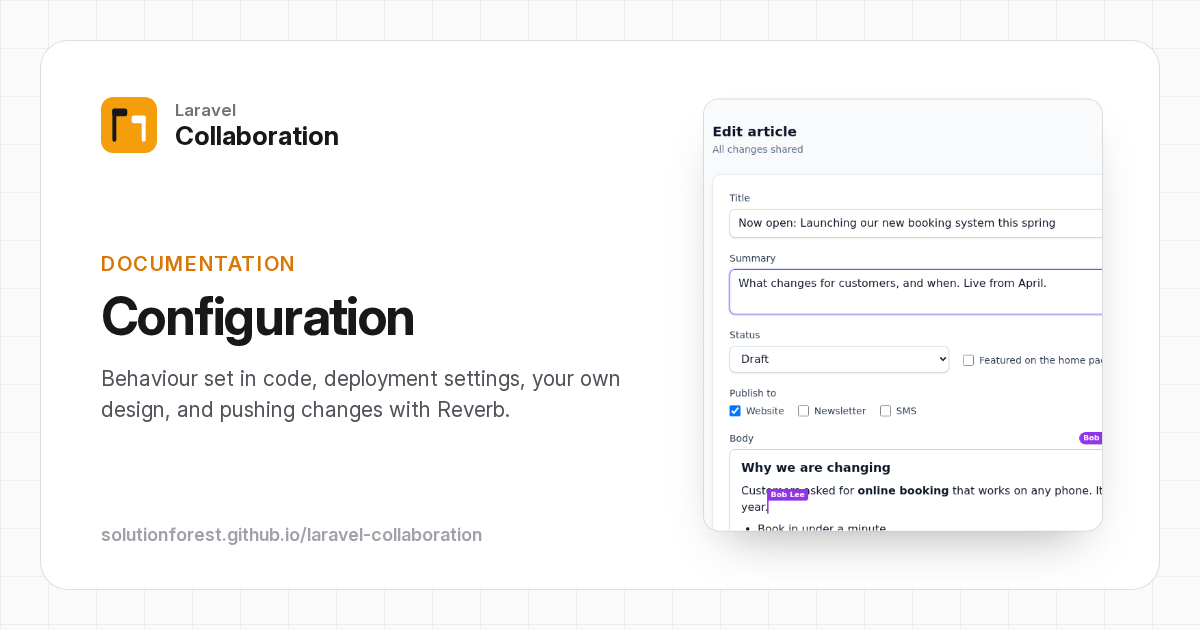 Laravel
Collaboration
DOCUMENTATION
Configuration
Behaviour set in code, deployment settings, your own
design, and pushing changes with Reverb.
solutionforest.github.io/laravel-collaboration
Edit article
All changes shared
Title
Now open: Launching our new booking system this spring
Summary
What changes for customers, and when. Live from April.
Status
Draft
Featured on the home
Publish to
Website Newsletter SMS
Body
Bob
Why we are changing
asked for online booking that works on any phone. It
Bob Lee
year.
Book in under a minute